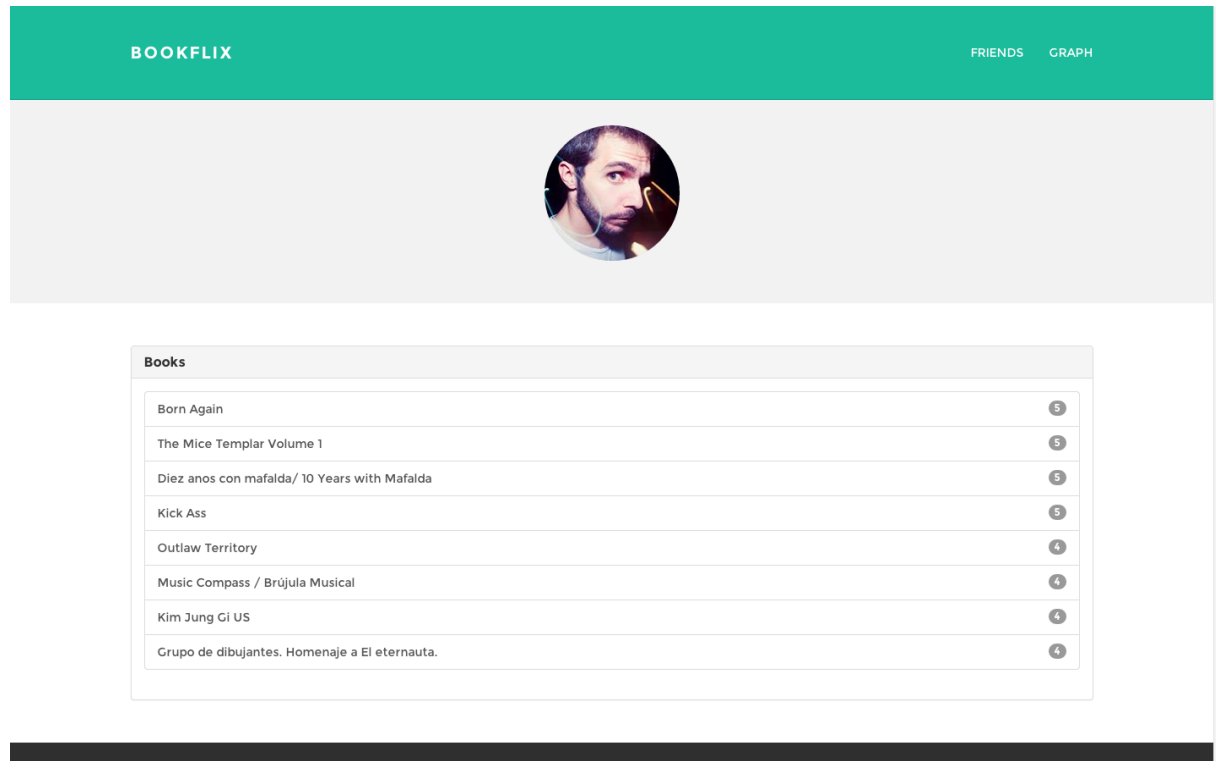 BOOKFLIX
FRIENDS GRAPH
Books
Born Again 5
The Mice Templar Volume 1 5
Diez anos con mafalda/ 10 Years with Mafalda 5
Kick Ass 5
Outlaw Territory 4
Music Compass / Brújula Musical 4
Kim Jung Gi US 4
Grupo de dibujantes. Homenaje a El eternauta. 4